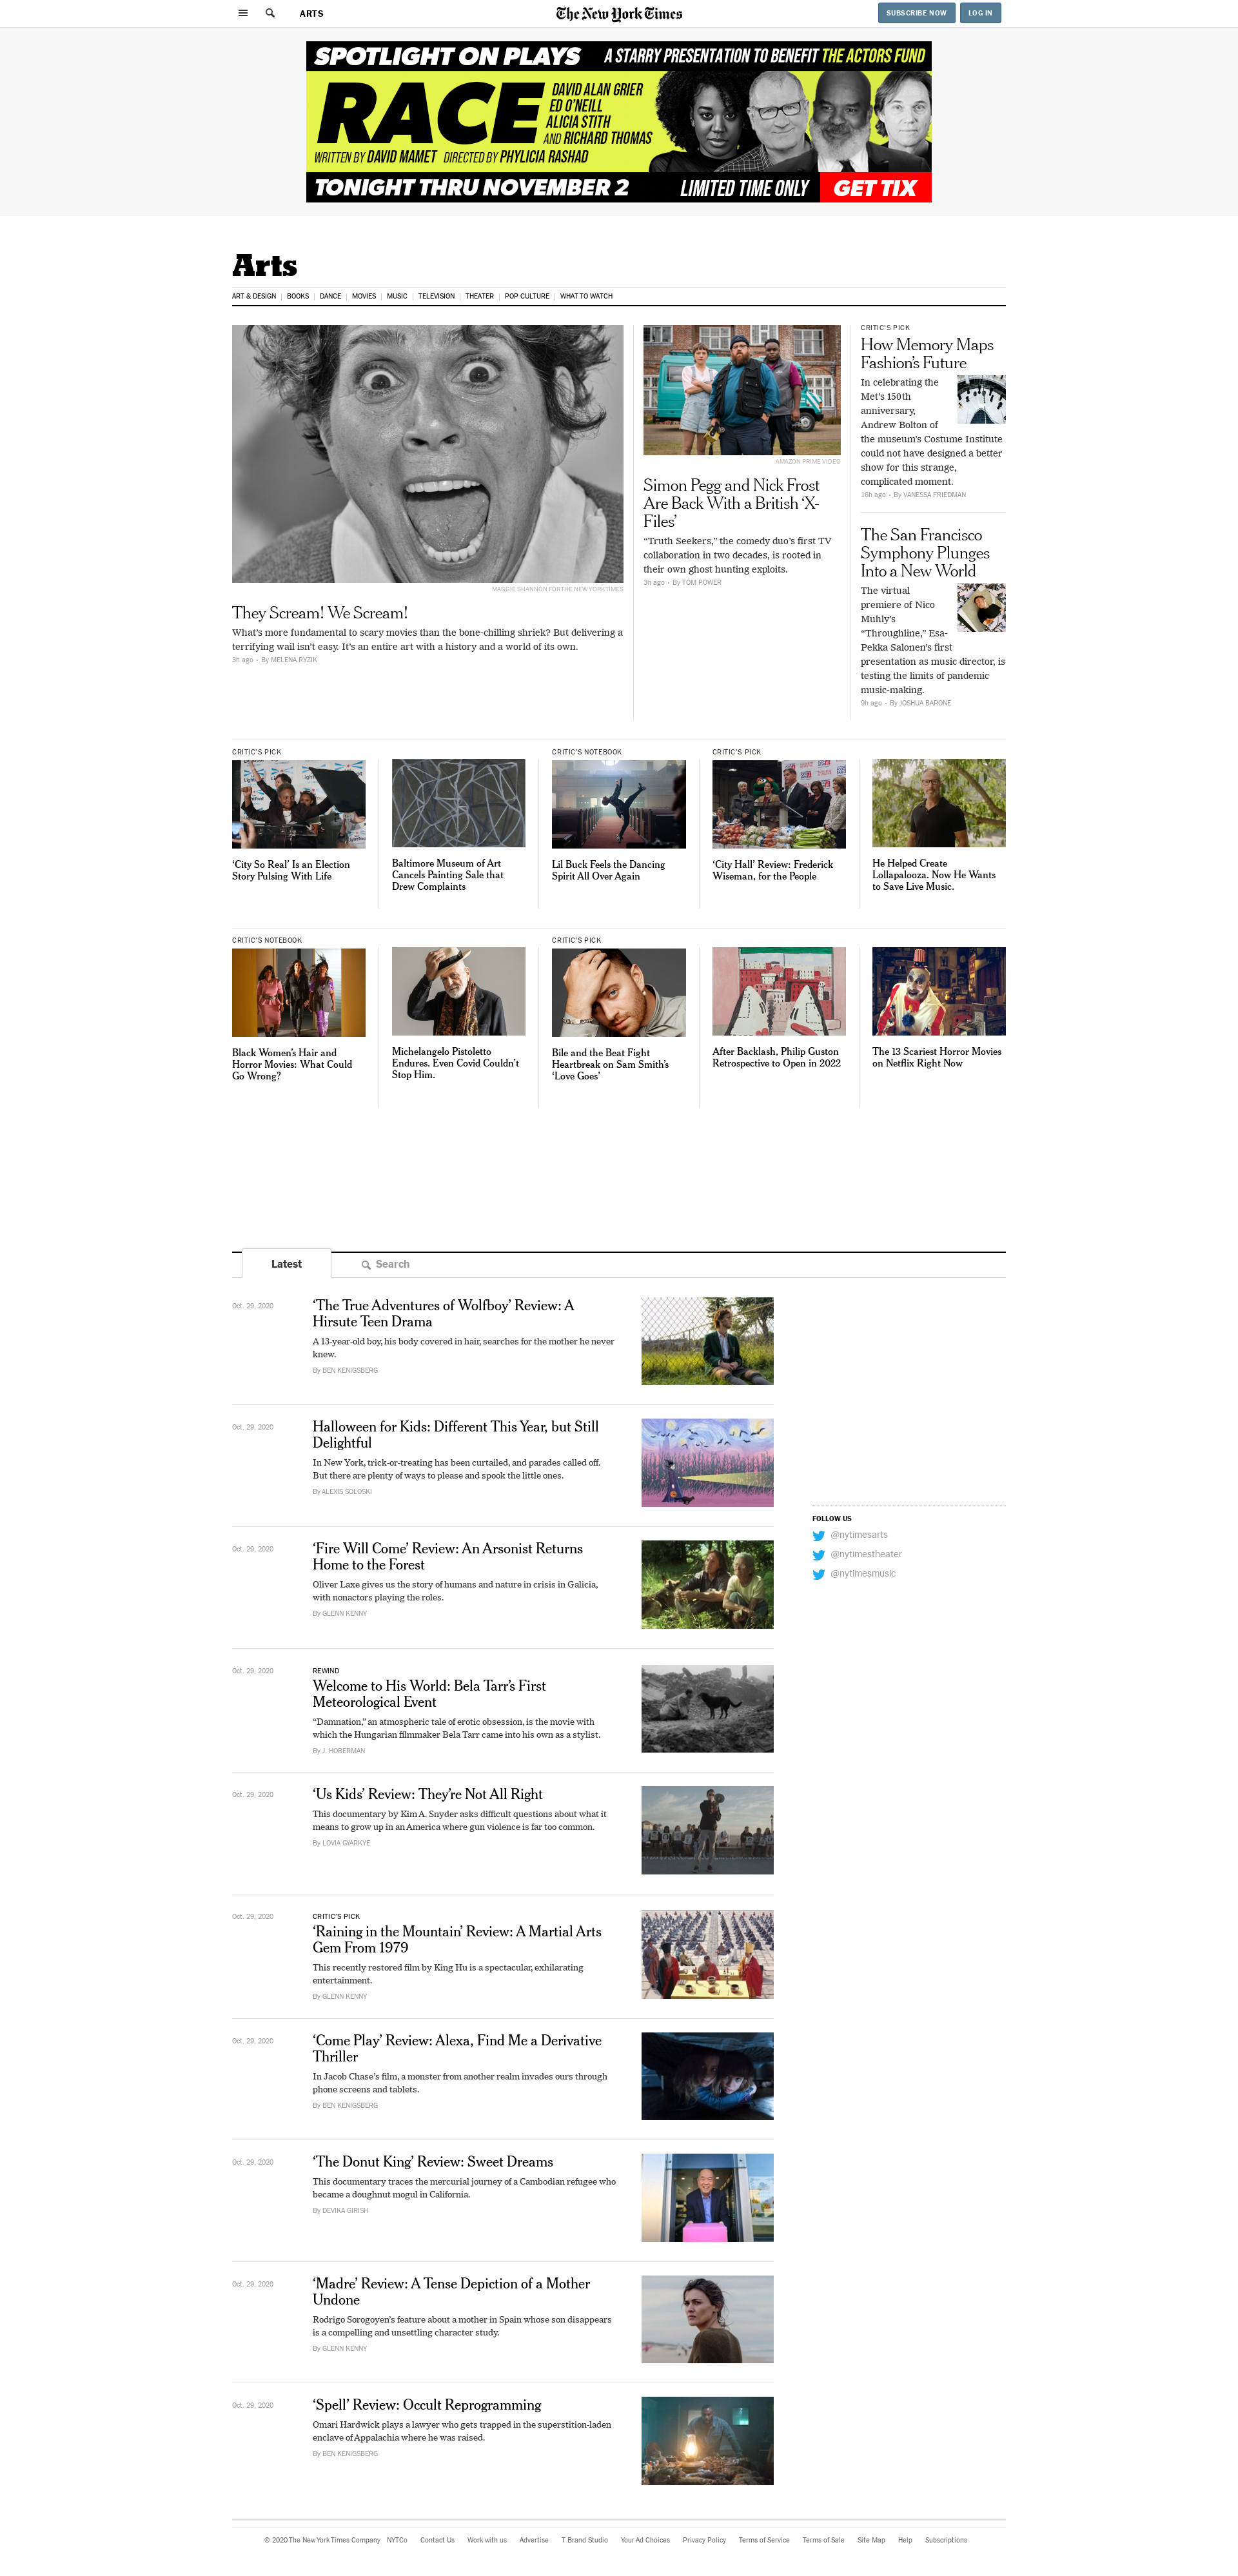 ARTS
The New York Times
SUBSCRIBE NOW
LOG IN
SPOTLIGHT ON PLAYS
A STARRY PRESENTATION TO BENEFIT THE ACTORS FUND
RACE
DAVID ALAN GRIER
ED O'NEILL
ALICIA STITH
AND RICHARD THOMAS
WRITTEN BY DAVID MAMET DIRECTED BY PHYLICIA RASHAD
TONIGHT THRU NOVEMBER 2
LIMITED TIME ONLY
GET TIX
Arts
ART & DESIGN | BOOKS | DANCE | MOVIES | MUSIC | TELEVISION | THEATER | POP CULTURE | WHAT TO WATCH
MAGGIE SHANNON FOR THE NEW YORK TIMES
They Scream! We Scream!
What’s more fundamental to scary movies than the bone-chilling shriek? But delivering a
terrifying wail isn’t easy. It’s an entire art with a history and a world of its own.
3h ago • By MELENA RYZIK
AMAZON PRIME VIDEO
Simon Pegg and Nick Frost
Are Back With a British ‘X-
Files’
“Truth Seekers,” the comedy duo’s first TV
collaboration in two decades, is rooted in
their own ghost hunting exploits.
3h ago • By TOM POWER
CRITIC’S PICK
How Memory Maps
Fashion’s Future
In celebrating the
Met’s 150th
anniversary,
Andrew Bolton of
the museum’s Costume Institute
could not have designed a better
show for this strange,
complicated moment.
16h ago • By VANESSA FRIEDMAN
The San Francisco
Symphony Plunges
Into a New World
The virtual
premiere of Nico
Muhly’s
“Throughline,” Esa-
Pekka Salonen’s first
presentation as music director, is
testing the limits of pandemic
music-making.
9h ago • By JOSHUA BARONE
CRITIC’S PICK
‘City So Real’ Is an Election
Story Pulsing With Life
Baltimore Museum of Art
Cancels Painting Sale that
Drew Complaints
CRITIC’S NOTEBOOK
Lil Buck Feels the Dancing
Spirit All Over Again
CRITIC’S PICK
‘City Hall’ Review: Frederick
Wiseman, for the People
He Helped Create
Lollapalooza. Now He Wants
to Save Live Music.
CRITIC’S NOTEBOOK
Black Women’s Hair and
Horror Movies: What Could
Go Wrong?
Michelangelo Pistoletto
Endures. Even Covid Couldn’t
Stop Him.
CRITIC’S PICK
Bile and the Beat Fight
Heartbreak on Sam Smith’s
‘Love Goes’
After Backlash, Philip Guston
Retrospective to Open in 2022
The 13 Scariest Horror Movies
on Netflix Right Now
Latest
Search
Oct. 29, 2020
‘The True Adventures of Wolfboy’ Review: A
Hirsute Teen Drama
A 13-year-old boy, his body covered in hair, searches for the mother he never
knew.
By BEN KENIGSBERG
Oct. 29, 2020
Halloween for Kids: Different This Year, but Still
Delightful
In New York, trick-or-treating has been curtailed, and parades called off.
But there are plenty of ways to please and spook the little ones.
By ALEXIS SOLOSKI
FOLLOW US
@nytimesarts
@nytimestheater
@nytimesmusic
Oct. 29, 2020
‘Fire Will Come’ Review: An Arsonist Returns
Home to the Forest
Oliver Laxe gives us the story of humans and nature in crisis in Galicia,
with nonactors playing the roles.
By GLENN KENNY
Oct. 29, 2020
REWIND
Welcome to His World: Bela Tarr’s First
Meteorological Event
“Damnation,” an atmospheric tale of erotic obsession, is the movie with
which the Hungarian filmmaker Bela Tarr came into his own as a stylist.
By J. HOBERMAN
Oct. 29, 2020
‘Us Kids’ Review: They’re Not All Right
This documentary by Kim A. Snyder asks difficult questions about what it
means to grow up in an America where gun violence is far too common.
By LOVIA GYARKYE
Oct. 29, 2020
CRITIC’S PICK
‘Raining in the Mountain’ Review: A Martial Arts
Gem From 1979
This recently restored film by King Hu is a spectacular, exhilarating
entertainment.
By GLENN KENNY
Oct. 29, 2020
‘Come Play’ Review: Alexa, Find Me a Derivative
Thriller
In Jacob Chase’s film, a monster from another realm invades ours through
phone screens and tablets.
By BEN KENIGSBERG
Oct. 29, 2020
‘The Donut King’ Review: Sweet Dreams
This documentary traces the mercurial journey of a Cambodian refugee who
became a doughnut mogul in California.
By DEVIKA GIRISH
Oct. 29, 2020
‘Madre’ Review: A Tense Depiction of a Mother
Undone
Rodrigo Sorogoyen’s feature about a mother in Spain whose son disappears
is a compelling and unsettling character study.
By GLENN KENNY
Oct. 29, 2020
‘Spell’ Review: Occult Reprogramming
Omari Hardwick plays a lawyer who gets trapped in the superstition-laden
enclave of Appalachia where he was raised.
By BEN KENIGSBERG
© 2020 The New York Times Company NYTCo Contact Us Work with us Advertise T Brand Studio Your Ad Choices Privacy Policy Terms of Service Terms of Sale Site Map Help Subscriptions